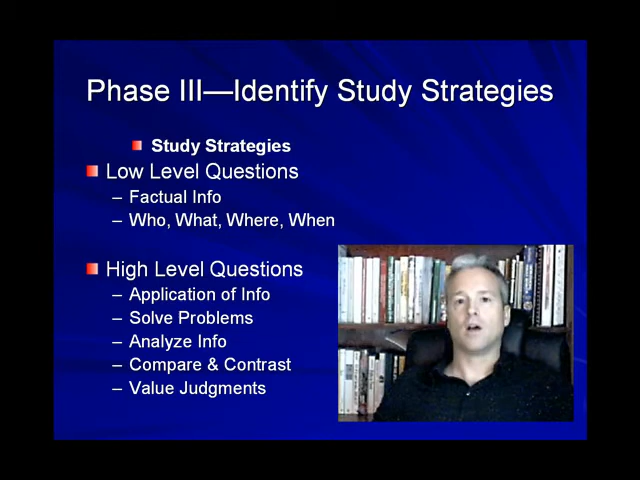 Phase III—Identify Study Strategies
Study Strategies
Low Level Questions
– Factual Info
– Who, What, Where, When
High Level Questions
– Application of Info
– Solve Problems
– Analyze Info
– Compare & Contrast
– Value Judgments